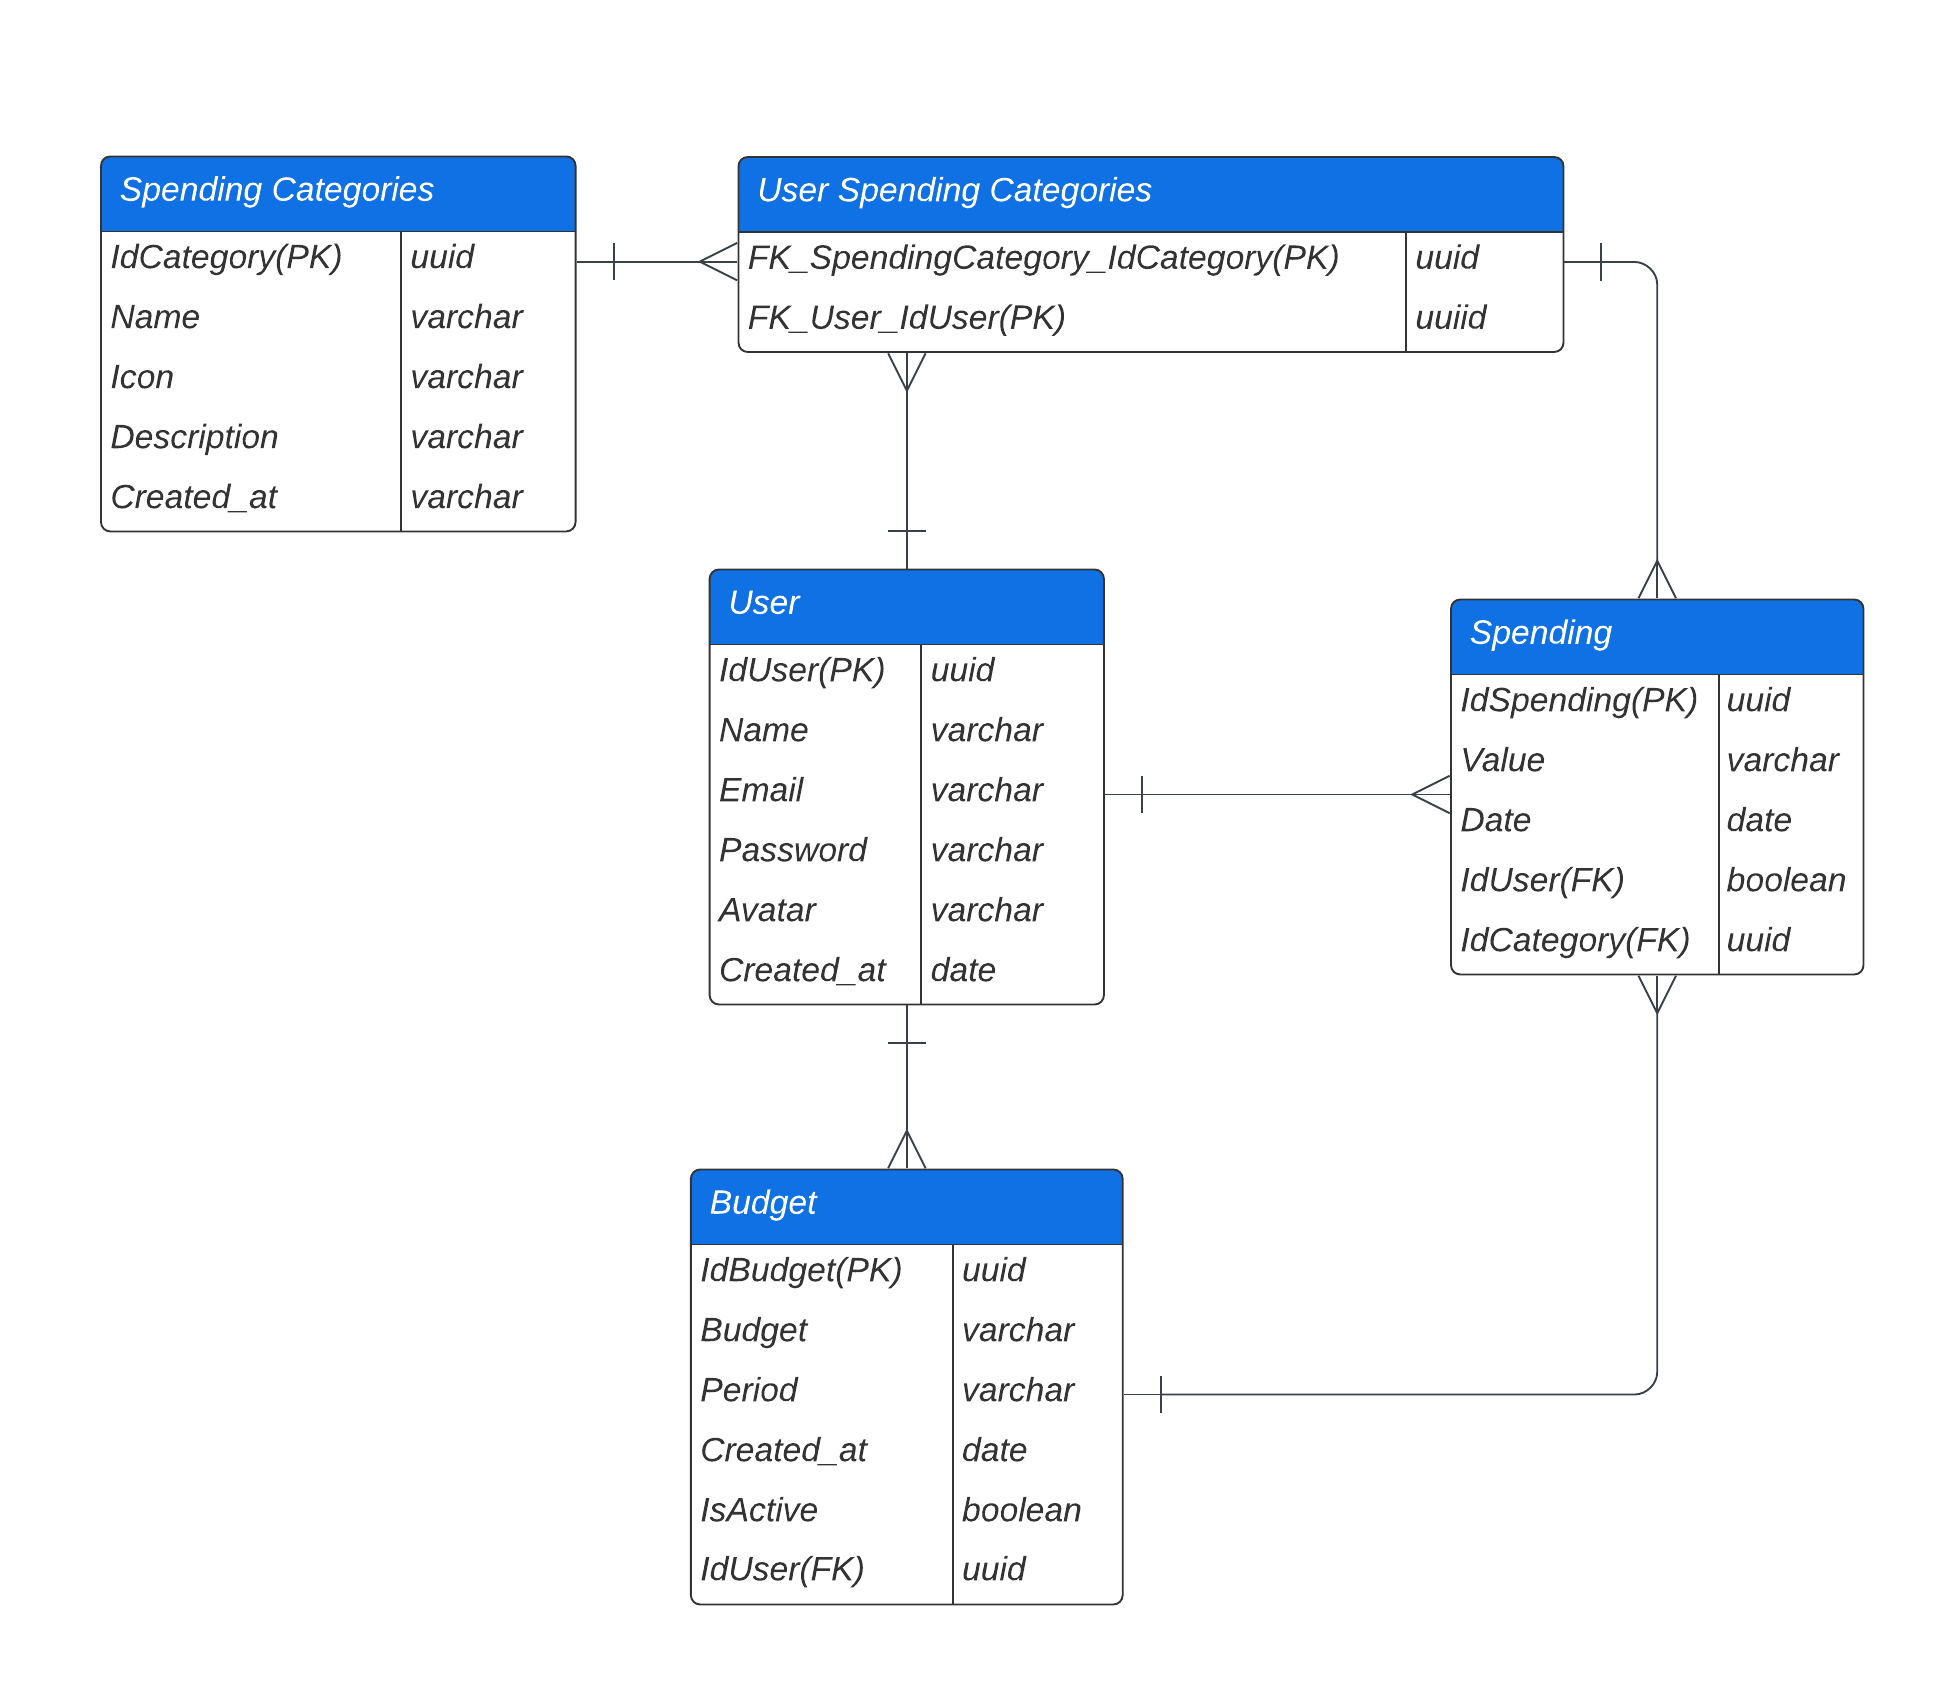 Spending Categories
IdCategory(PK) uuid
Name varchar
Icon varchar
Description varchar
Created_at varchar
User Spending Categories
FK_SpendingCategory_IdCategory(PK) uuid
FK_User_IdUser(PK) uuiid
User
IdUser(PK) uuid
Name varchar
Email varchar
Password varchar
Avatar varchar
Created_at date
Spending
IdSpending(PK) uuid
Value varchar
Date date
IdUser(FK) boolean
IdCategory(FK) uuid
Budget
IdBudget(PK) uuid
Budget varchar
Period varchar
Created_at date
IsActive boolean
IdUser(FK) uuid